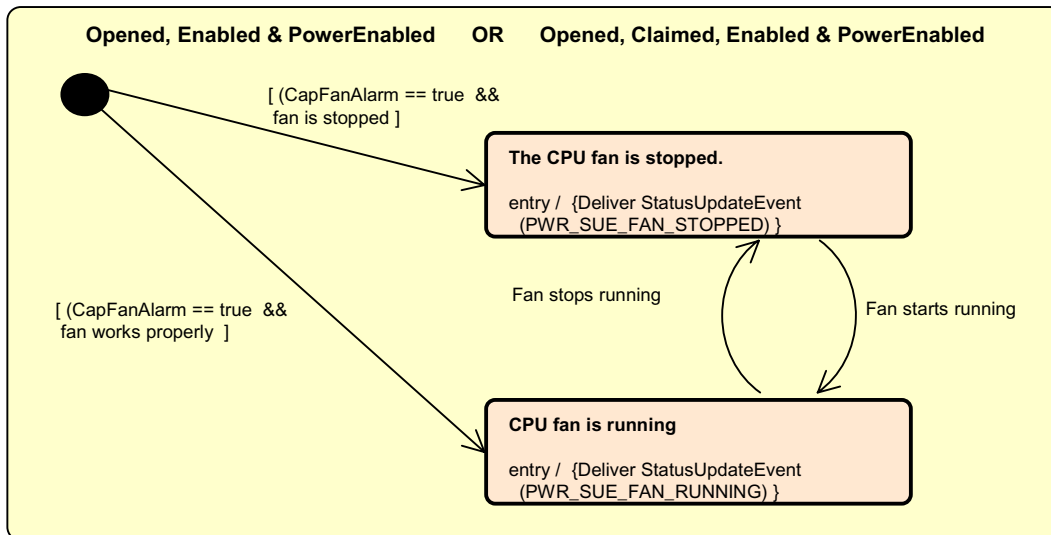 Opened, Enabled & PowerEnabled OR Opened, Claimed, Enabled & PowerEnabled
[ (CapFanAlarm == true &&
fan is stopped ]
The CPU fan is stopped.
entry / {Deliver StatusUpdateEvent
(PWR_SUE_FAN_STOPPED) }
Fan stops running
Fan starts running
[ (CapFanAlarm == true &&
fan works properly ]
CPU fan is running
entry / {Deliver StatusUpdateEvent
(PWR_SUE_FAN_RUNNING) }